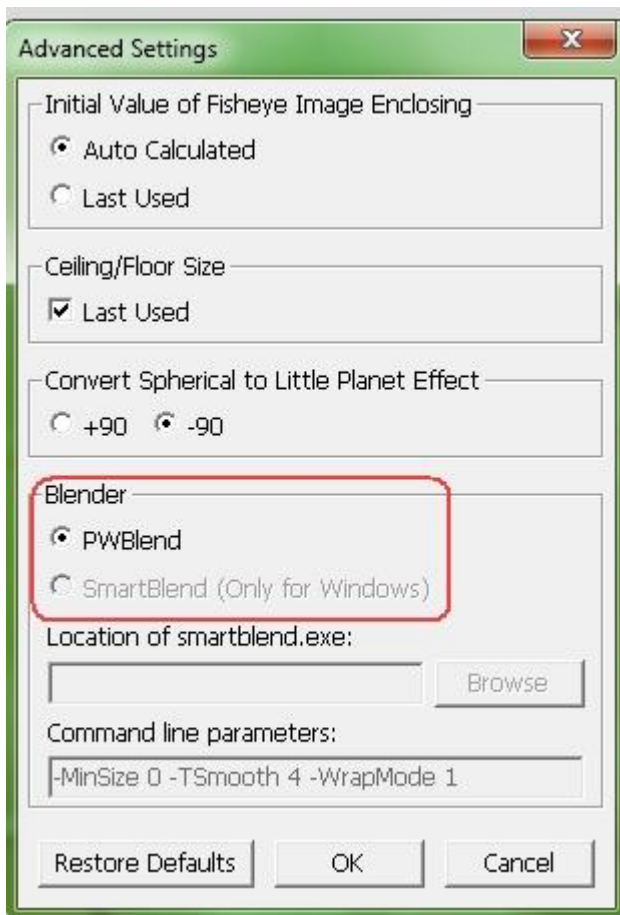 Advanced Settings
Initial Value of Fisheye Image Enclosing
Auto Calculated
Last Used
Ceiling/Floor Size
Last Used
Convert Spherical to Little Planet Effect
+90 -90
Blender
PWBlend
SmartBlend (Only for Windows)
Location of smartblend.exe:
Browse
Command line parameters:
-MinSize 0 -TSmooth 4 -WrapMode 1
Restore Defaults OK Cancel